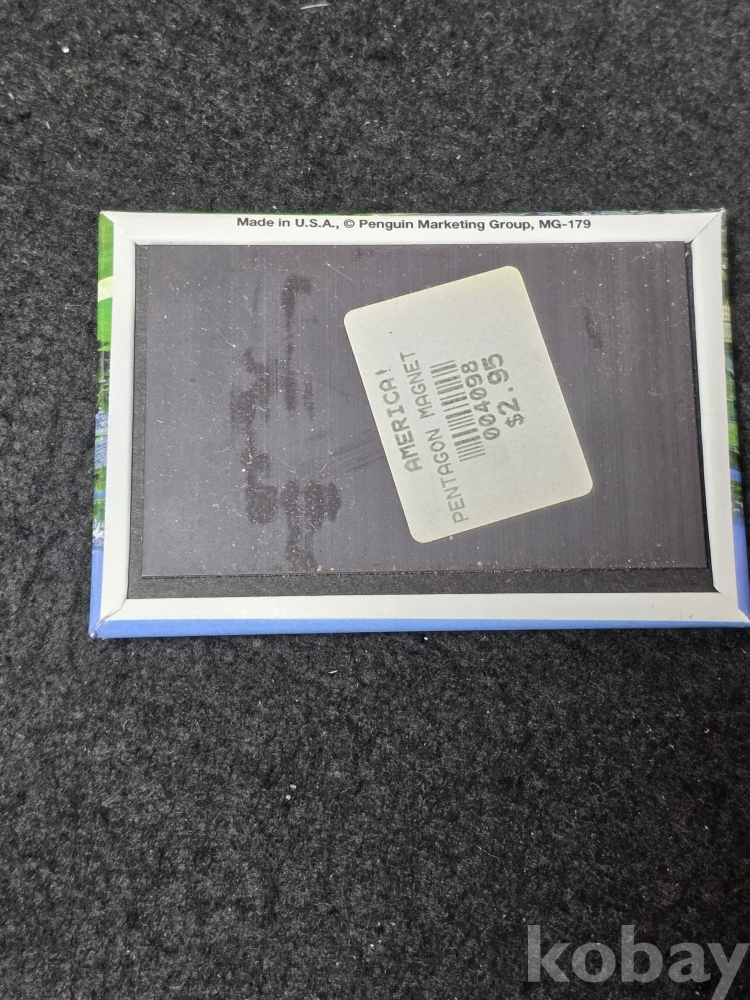 Made in U.S.A., © Penguin Marketing Group, MG-179
AMERICA!
PENTAGON MAGNET
004098
$2.95
kobay